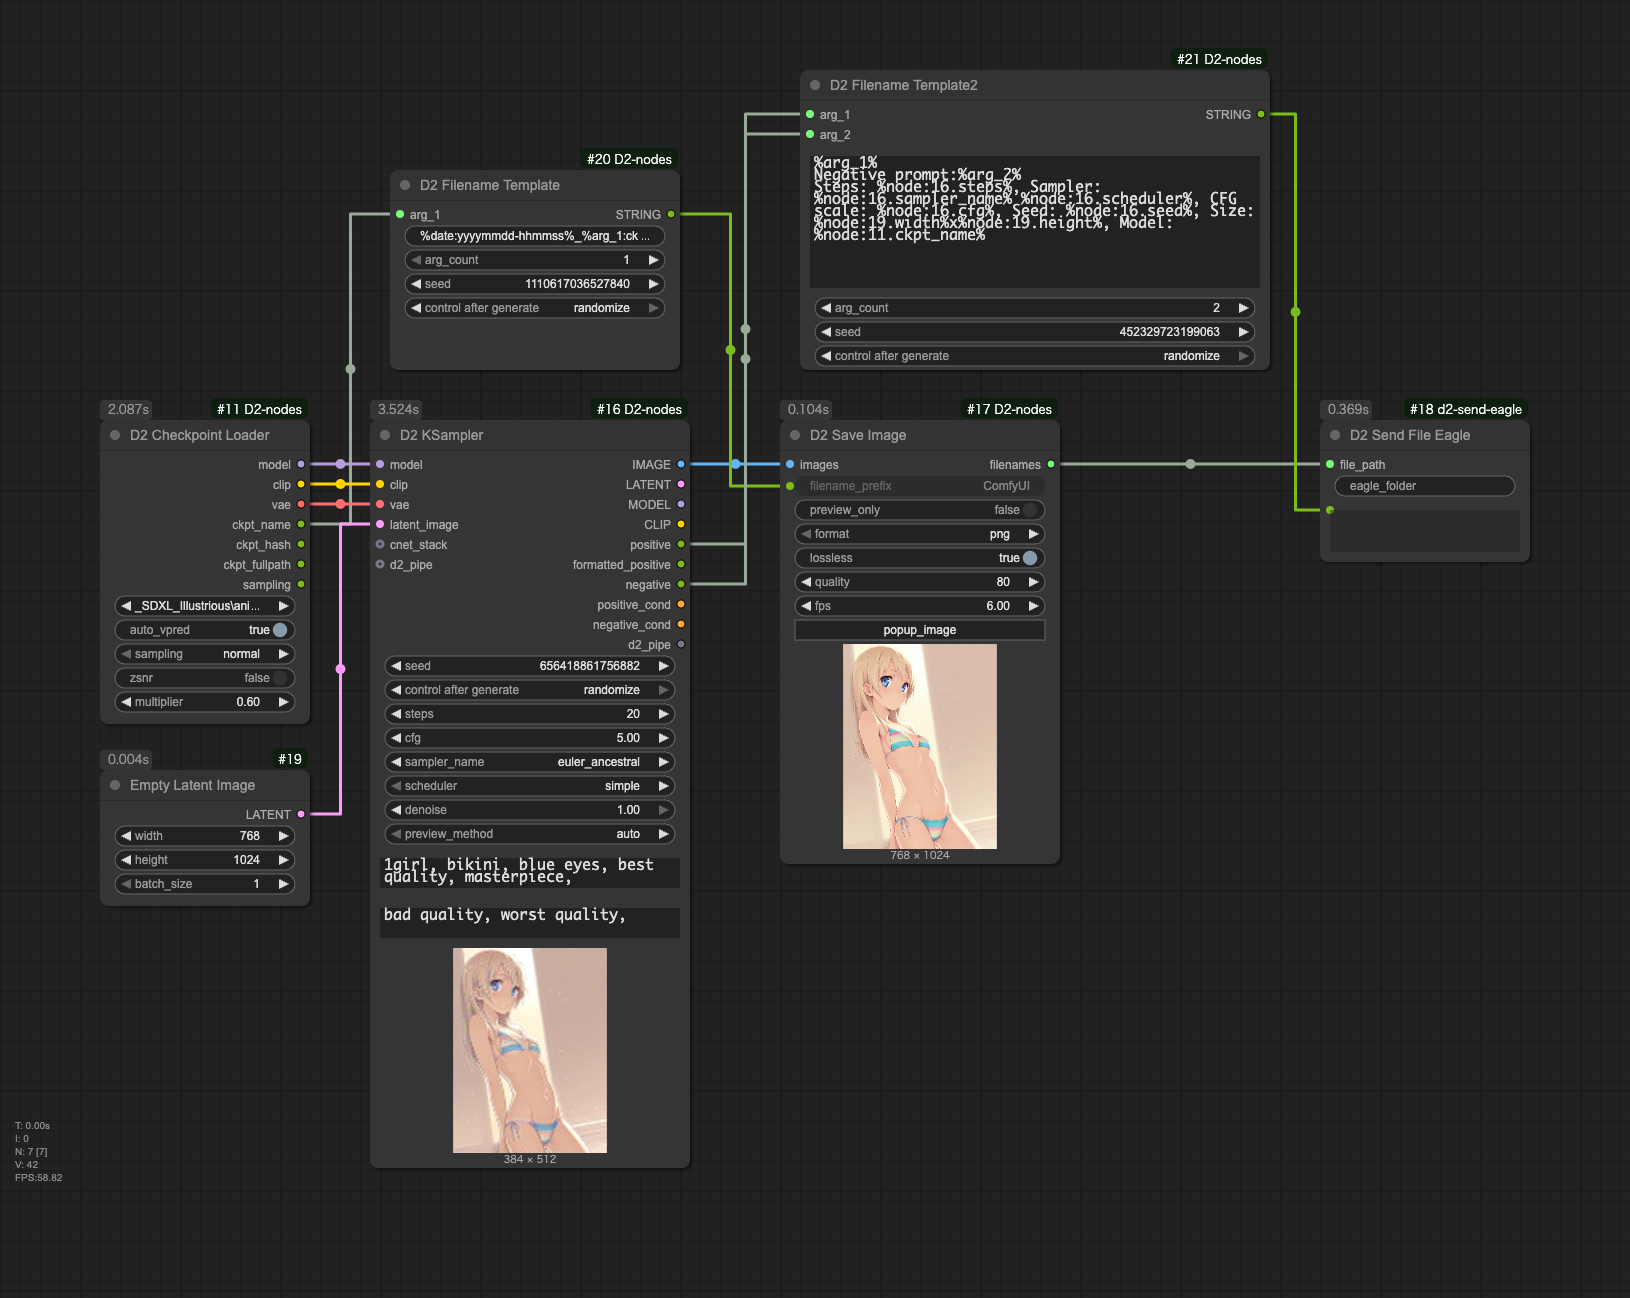 #21 D2-nodes
D2 Filename Template2
arg_1
STRING
arg_2
%arg_1%
Negative prompt:%arg_2%
Steps: %node:16.steps%, Sampler:
%node:16.sampler_name% %node:16.scheduler%, CFG
scale: %node:16.cfg%, Seed: %node:16.seed%, Size:
%node:19.width%x%node:19.height%, Model:
%node:11.ckpt_name%
arg_count 2
seed 452329723199063
control after generate randomize
#20 D2-nodes
D2 Filename Template
arg_1 STRING
%date:yyyymmdd-hhmmss%_%arg_1:ck ...
arg_count 1
seed 1110617036527840
control after generate randomize
2.087s #11 D2-nodes
D2 Checkpoint Loader
model
clip
vae
ckpt_name
ckpt_hash
ckpt_fullpath
sampling
_SDXL_Illustrious\ani...
auto_vpred true
sampling normal
zsnr false
multiplier 0.60
0.004s #19
Empty Latent Image
LATENT
width 768
height 1024
batch_size 1
3.524s #16 D2-nodes
D2 KSampler
model IMAGE
clip LATENT
vae MODEL
latent_image CLIP
cnet_stack positive
d2_pipe formatted_positive
negative
positive_cond
negative_cond
d2_pipe
seed 656418861756882
control after generate randomize
steps 20
cfg 5.00
sampler_name euler_ancestral
scheduler simple
denoise 1.00
preview_method auto
1girl, bikini, blue eyes, best
quality, masterpiece,
bad quality, worst quality,
384 × 512
0.104s #17 D2-nodes
D2 Save Image
images filenames
filename_prefix ComfyUI
preview_only false
format png
lossless true
quality 80
fps 6.00
popup_image
768 × 1024
0.369s #18 d2-send-eagle
D2 Send File Eagle
file_path
eagle_folder
T: 0.00s
I: 0
N: 7 [7]
V: 42
FPS:58.82